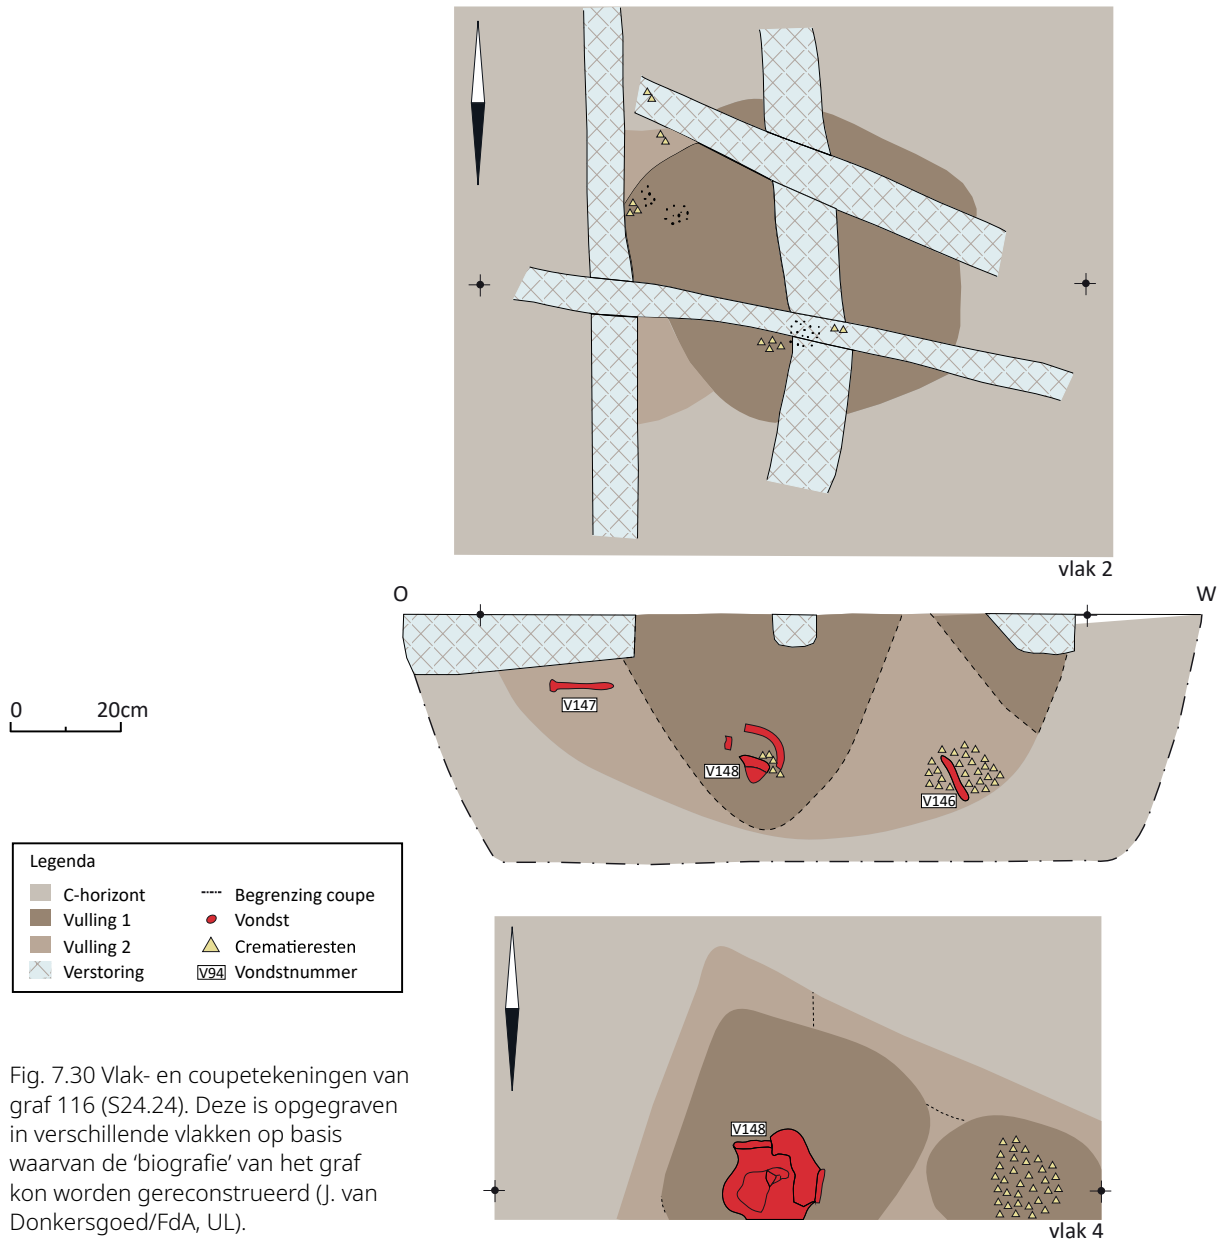 vlak 2
O
W
0
20cm
V147
V148
V146
Legenda
C-horizont
Vulling 1
Vulling 2
Verstoring
Begrenzing coupe
Vondst
Crematieresten
V94 Vondstnummer
V148
vlak 4
Fig. 7.30 Vlak- en coupetekeningen van
graf 116 (S24.24). Deze is opgegraven
in verschillende vlakken op basis
waarvan de ‘biografie’ van het graf
kon worden gereconstrueerd (J. van
Donkersgoed/FdA, UL).